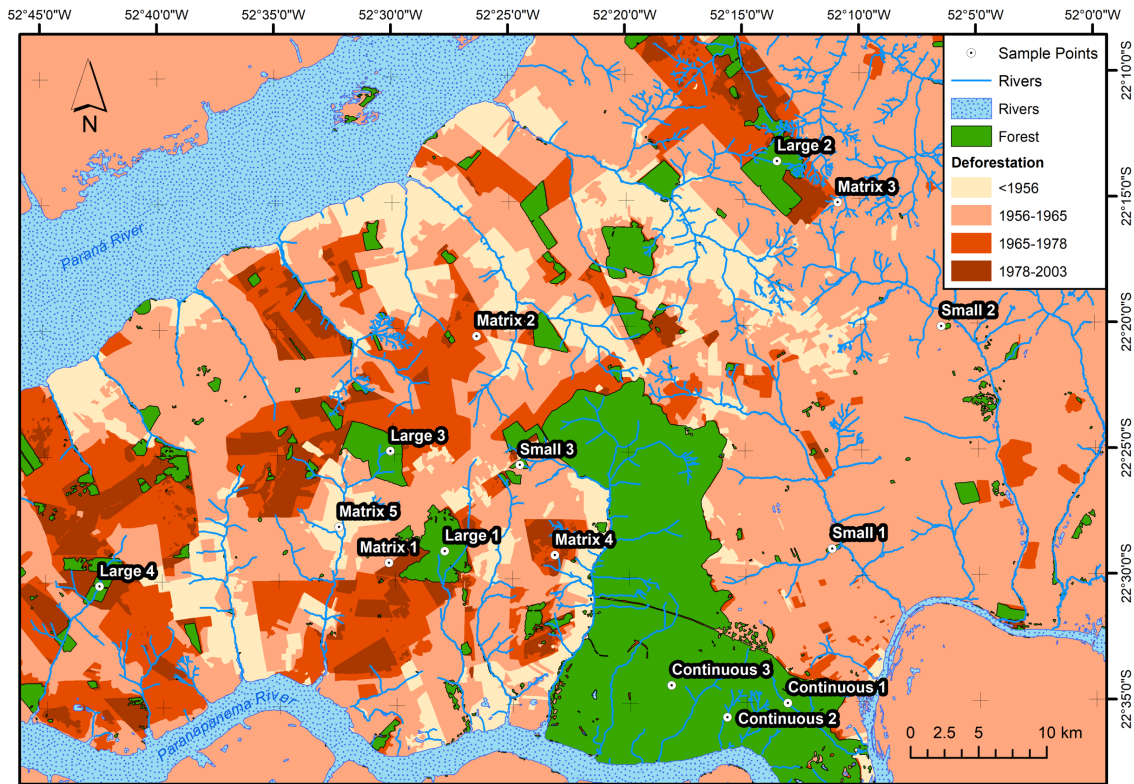 52°45'0"W 52°40'0"W 52°35'0"W 52°30'0"W 52°25'0"W 52°20'0"W 52°15'0"W 52°10'0"W 52°5'0"W 52°0'0"W
22°10'0"S
22°15'0"S
22°20'0"S
22°25'0"S
22°30'0"S
22°35'0"S
N
Sample Points
Rivers
Rivers
Forest
Deforestation
<1956
1956-1965
1965-1978
1978-2003
Large 2
Matrix 3
Paraná River
Small 2
Matrix 2
Large 3
Small 3
Matrix 5
Large 1
Matrix 1
Matrix 4
Small 1
Large 4
Continuous 3
Continuous 1
Continuous 2
Paranapanema River
0 2.5 5 10 km